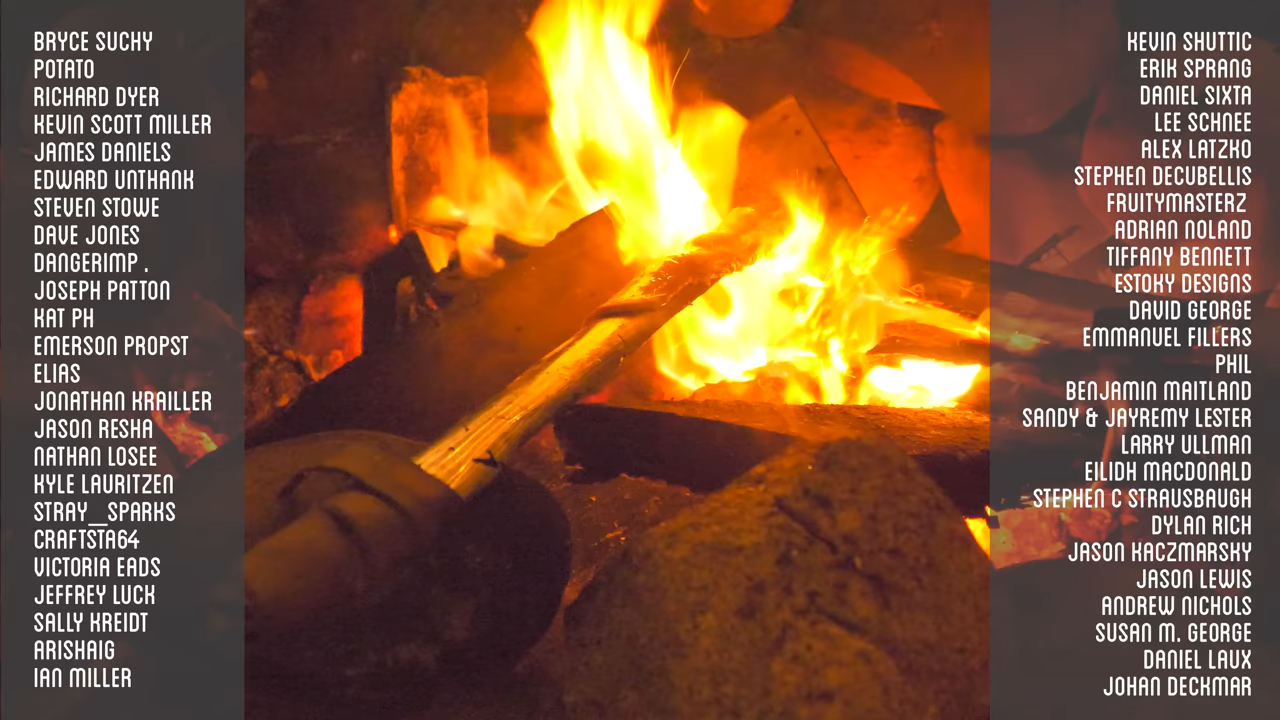 BRYCE SUCHY
POTATO
RICHARD DYER
KEVIN SCOTT MILLER
JAMES DANIELS
EDWARD UNTHANK
STEVEN STOWE
DAVE JONES
DANGERIMP .
JOSEPH PATTON
KAT PH
EMERSON PROPST
ELIAS
JONATHAN KRAILLER
JASON RESHA
NATHAN LOSEE
KYLE LAURITZEN
STRAY__SPARKS
CRAFTSTA64
VICTORIA EADS
JEFFREY LUCK
SALLY KREIDT
ARISHAIG
IAN MILLER
KEVIN SHUTTIC
ERIK SPRANG
DANIEL SIXTA
LEE SCHNEE
ALEX LATZKO
STEPHEN DECUBELLIS
FRUITYMASTERZ
ADRIAN NOLAND
TIFFANY BENNETT
ESTOKY DESIGNS
DAVID GEORGE
EMMANUEL FILLERS
PHIL
BENJAMIN MAITLAND
SANDY & JAYREMY LESTER
LARRY ULLMAN
EILIDH MACDONALD
STEPHEN C STRAUSBAUGH
DYLAN RICH
JASON KACZMARSKY
JASON LEWIS
ANDREW NICHOLS
SUSAN M. GEORGE
DANIEL LAUX
JOHAN DECKMAR